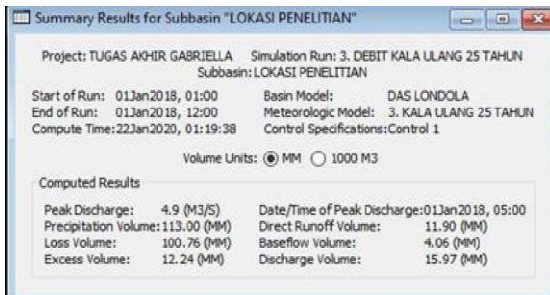 Summary Results for Subbasin "LOKASI PENELITIAN"
Project: TUGAS AKHIR GABRIELLA Simulation Run: 3. DEBIT KALA ULANG 25 TAHUN
Subbasin: LOKASI PENELITIAN
Start of Run: 01Jan2018, 01:00 Basin Model: DAS LONDOLA
End of Run: 01Jan2018, 12:00 Meteorologic Model: 3. KALA ULANG 25 TAHUN
Compute Time:22Jan2020, 01:19:38 Control Specifications:Control 1
Volume Units: MM 1000 M3
Computed Results
Peak Discharge: 4.9 (M3/S) Date/Time of Peak Discharge:01Jan2018, 05:00
Precipitation Volume:113.00 (MM) Direct Runoff Volume: 11.90 (MM)
Loss Volume: 100.76 (MM) Baseflow Volume: 4.06 (MM)
Excess Volume: 12.24 (MM) Discharge Volume: 15.97 (MM)